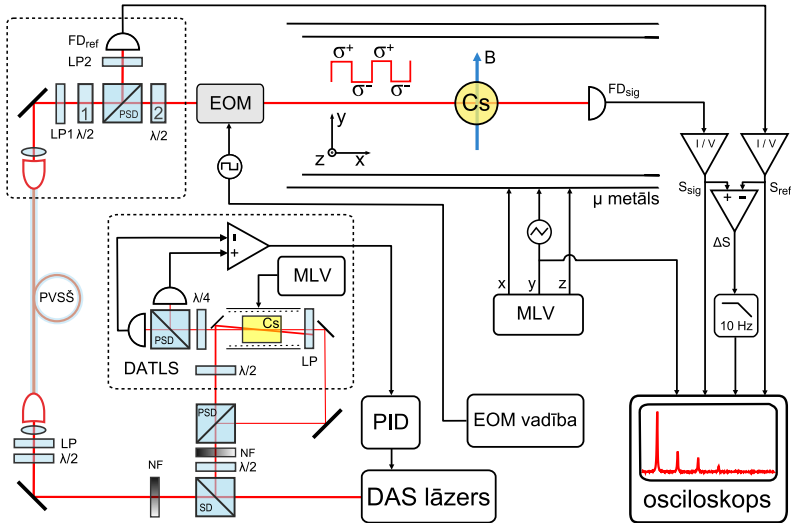 FDref
LP2
PSD
1
2
LP1 λ/2
λ/2
EOM
σ+ σ+
σ- σ-
B
Cs
FDsig
y
z x
I / V
I / V
Ssig
Sref
+ -
ΔS
10 Hz
µ metāls
x y z
MLV
PVSŠ
-
+
MLV
λ/4
PSD
Cs
LP
DATLS
λ/2
PSD
NF
λ/2
PID
EOM vadība
LP
λ/2
NF
SD
DAS lāzers
osciloskops